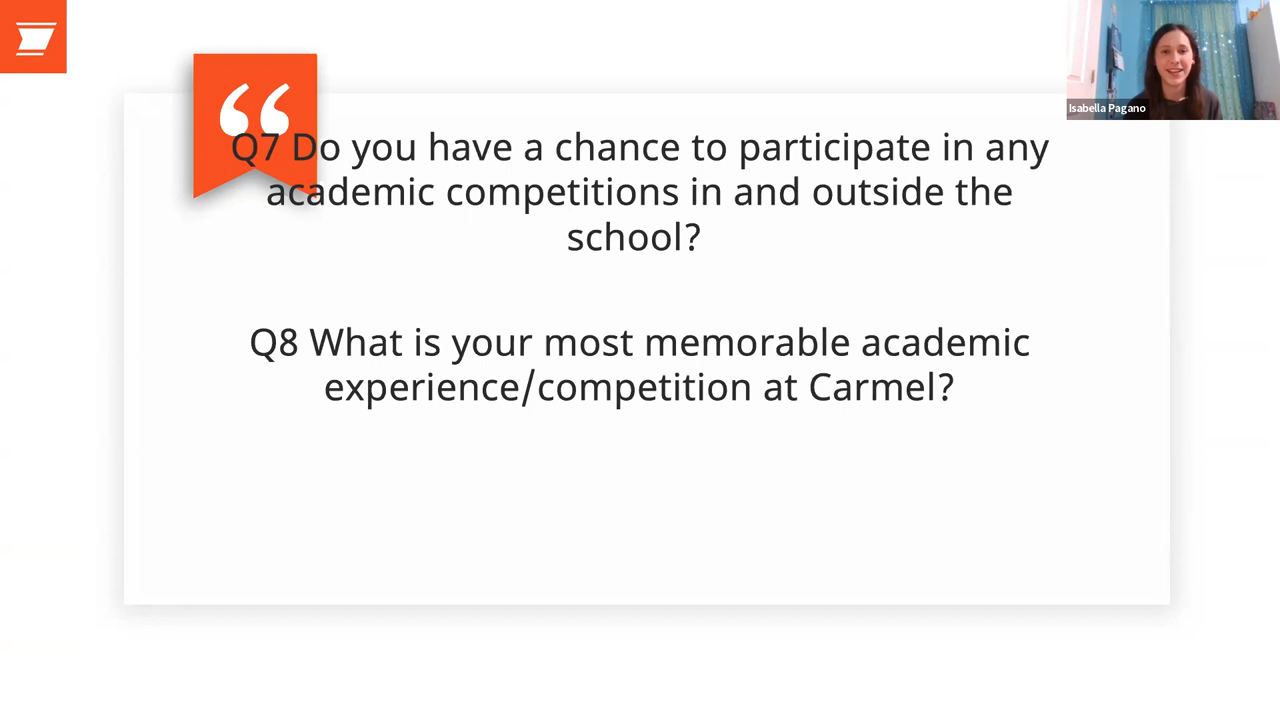 Isabella Pagano
Q7 Do you have a chance to participate in any
academic competitions in and outside the
school?
Q8 What is your most memorable academic
experience/competition at Carmel?